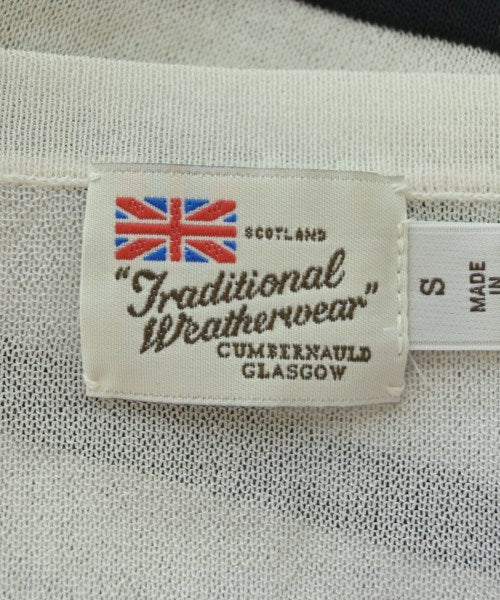 SCOTLAND
"Traditional
Weatherwear"
CUMBERNAULD
GLASGOW
S
MADE
IN